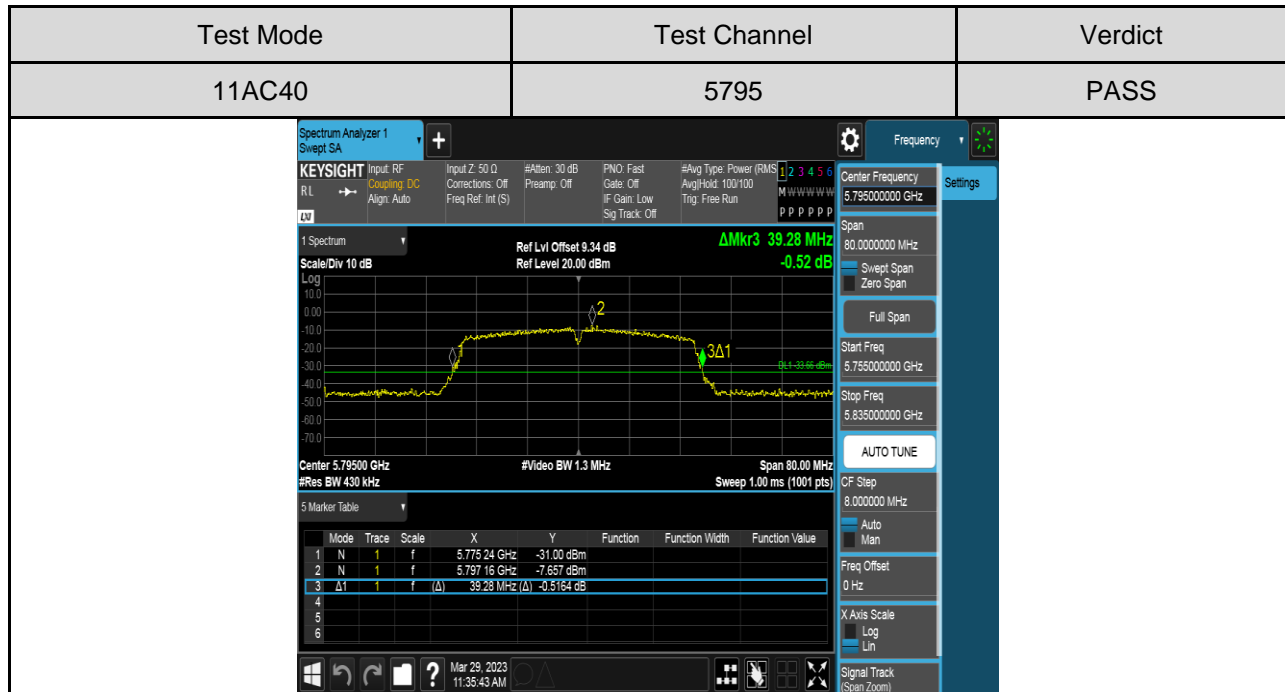 Test Mode Test Channel Verdict
11AC40 5795 PASS
Spectrum Analyzer 1
Swept SA
+
Frequency
Settings
KEYSIGHT Input: RF Input Z: 50 Ω #Atten: 30 dB PNO: Fast #Avg Type: Power (RMS 1 2 3 4 5 6
RL Coupling: DC Corrections: Off Preamp: Off Gate: Off Avg|Hold: 100/100 M W W W W W
Align: Auto Freq Ref: Int (S) IF Gain: Low Trig: Free Run
LXI Sig Track: Off P P P P P P
1 Spectrum
Scale/Div 10 dB
Ref Lvl Offset 9.34 dB
Ref Level 20.00 dBm
ΔMkr3 39.28 MHz
-0.52 dB
Log
10.0
0.00
-10.0
-20.0
-30.0
-40.0
-50.0
-60.0
-70.0
1
2
3Δ1
DL1 -33.66 dBm
Center 5.79500 GHz #Video BW 1.3 MHz Span 80.00 MHz
#Res BW 430 kHz Sweep 1.00 ms (1001 pts)
5 Marker Table
Mode Trace Scale X Y Function Function Width Function Value
1 N 1 f 5.775 24 GHz -31.00 dBm
2 N 1 f 5.797 16 GHz -7.657 dBm
3 Δ1 1 f (Δ) 39.28 MHz (Δ) -0.5164 dB
4
5
6
?
Mar 29, 2023
11:35:43 AM
Center Frequency
5.795000000 GHz
Span
80.0000000 MHz
Swept Span
Zero Span
Full Span
Start Freq
5.755000000 GHz
Stop Freq
5.835000000 GHz
AUTO TUNE
CF Step
8.000000 MHz
Auto
Man
Freq Offset
0 Hz
X Axis Scale
Log
Lin
Signal Track
(Span Zoom)